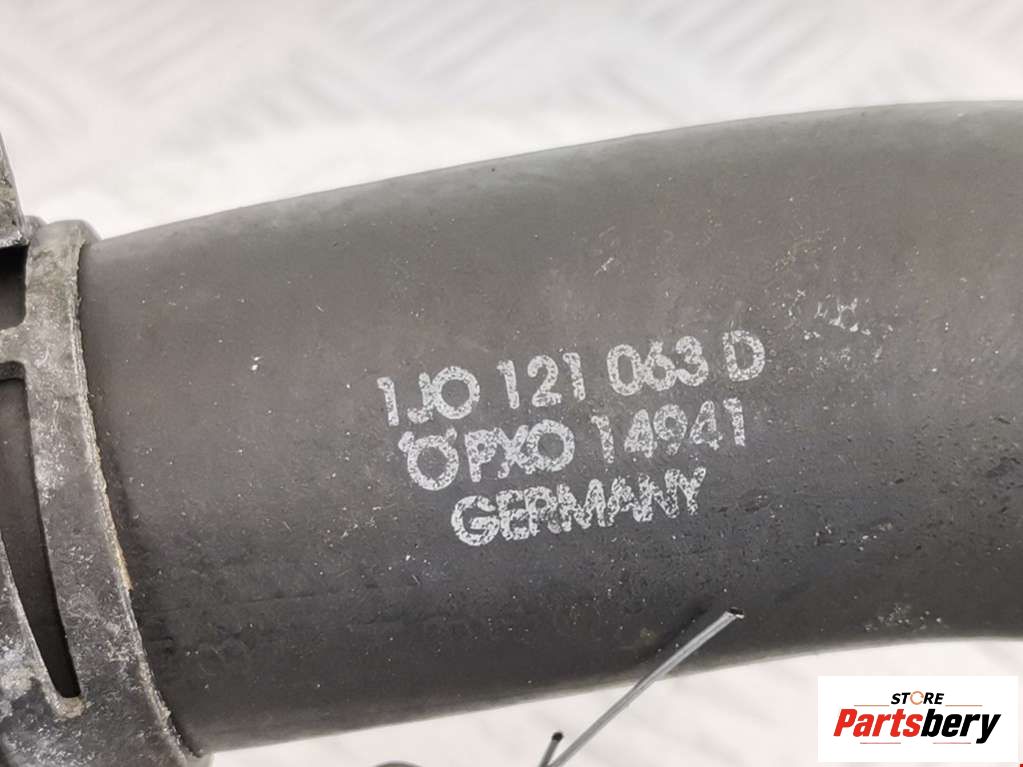 1J0 121 063 D
PXO 14941
GERMANY
STORE
Partsbery